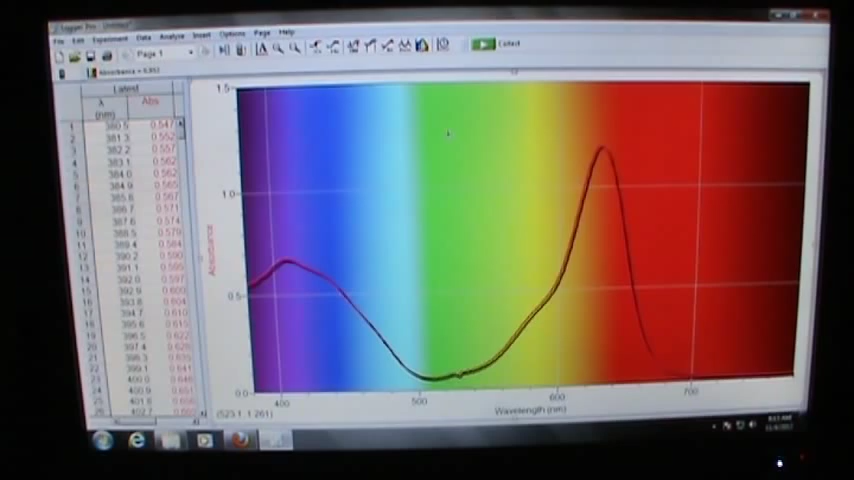 Logger Pro - Untitled*
File Edit Experiment Data Analyze Insert Options Page Help
Page 1
Collect
Latest
λ Abs
(nm)
1 380.5 0.547
2 381.3 0.552
3 382.2 0.557
4 383.1 0.562
5 384.0 0.562
6 384.9 0.565
7 385.8 0.567
8 386.7 0.571
9 387.6 0.574
10 388.5 0.579
11 389.4 0.584
12 390.2 0.590
13 391.1 0.595
14 392.0 0.597
15 392.9 0.600
16 393.8 0.604
17 394.7 0.610
18 395.6 0.615
19 396.5 0.622
20 397.4 0.628
21 398.3 0.635
22 399.1 0.641
23 400.0 0.646
24 400.9 0.651
25 401.8 0.656
26 402.7
1.5
1.0
0.5
0.0
Absorbance
400
500
600
700
Wavelength (nm)
(523.1, 1.261)